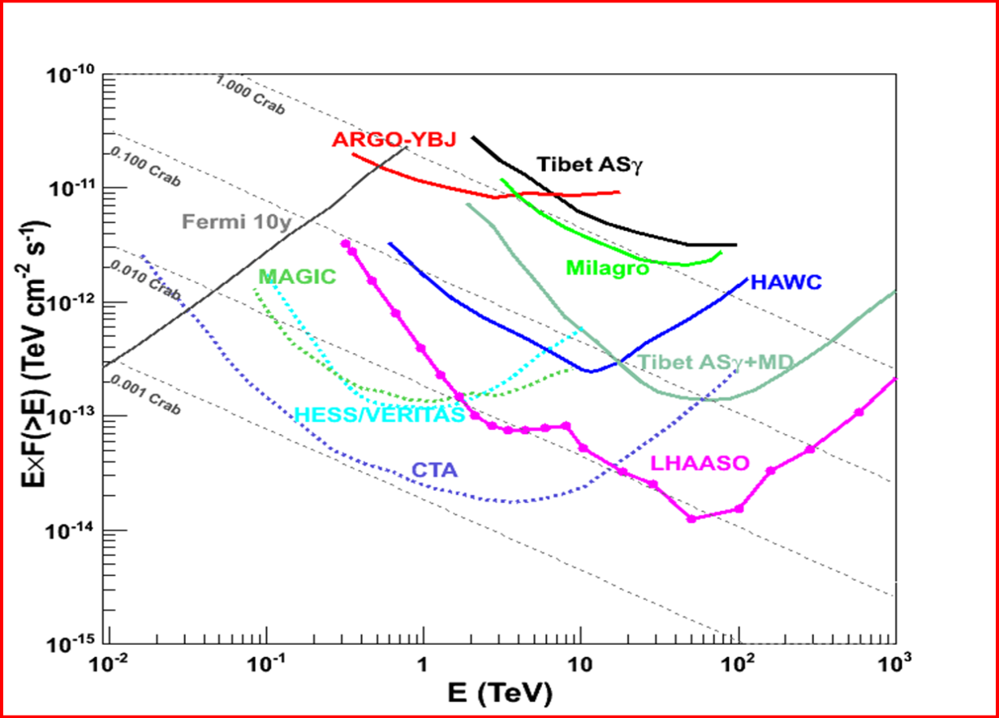 10⁻¹⁰
1.000 Crab
ARGO-YBJ
0.100 Crab
Tibet ASγ
10⁻¹¹
Fermi 10y
0.010 Crab
MAGIC
Milagro
HAWC
10⁻¹²
Tibet ASγ+MD
0.001 Crab
HESS/VERITAS
10⁻¹³
CTA
LHAASO
10⁻¹⁴
10⁻¹⁵
E×F(>E) (TeV cm⁻² s⁻¹)
10⁻² 10⁻¹ 1 10 10² 10³
E (TeV)